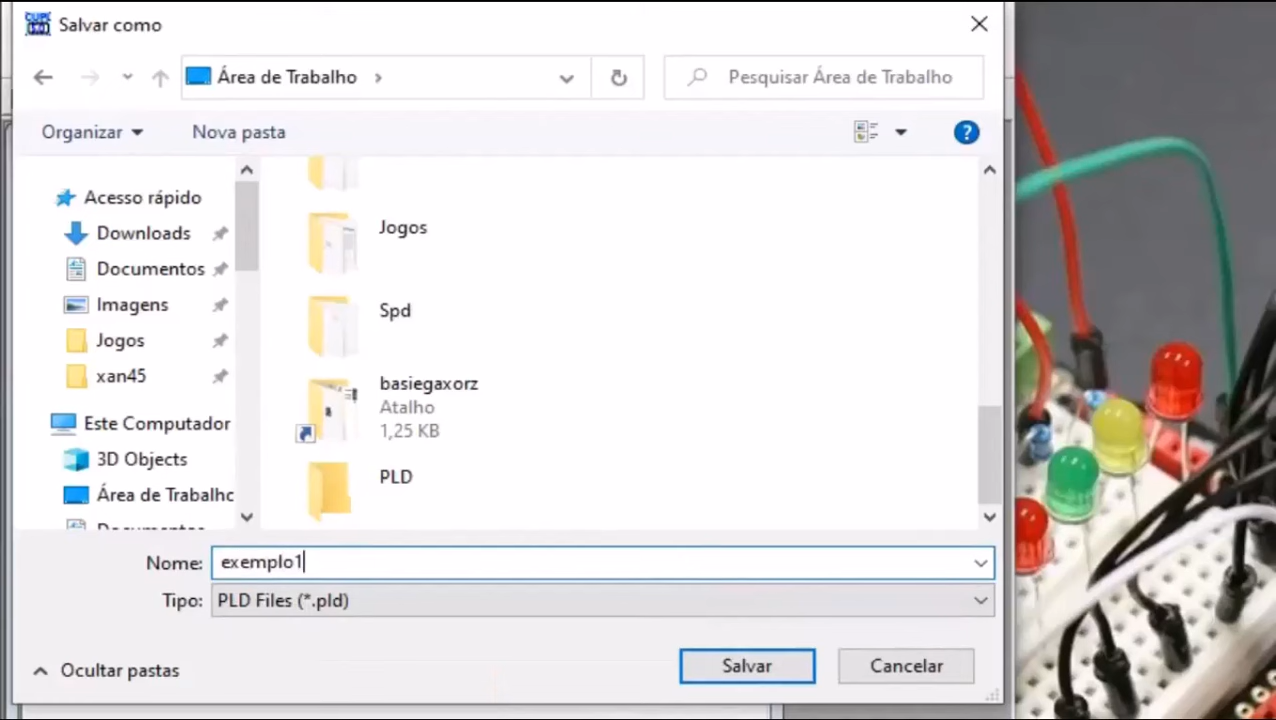 Salvar como
Área de Trabalho
Pesquisar Área de Trabalho
Organizar
Nova pasta
Acesso rápido
Downloads
Documentos
Imagens
Jogos
xan45
Este Computador
3D Objects
Área de Trabalho
Documentos
Jogos
Spd
basiegaxorz
Atalho
1,25 KB
PLD
Nome: exemplo1
Tipo: PLD Files (*.pld)
Ocultar pastas
Salvar
Cancelar